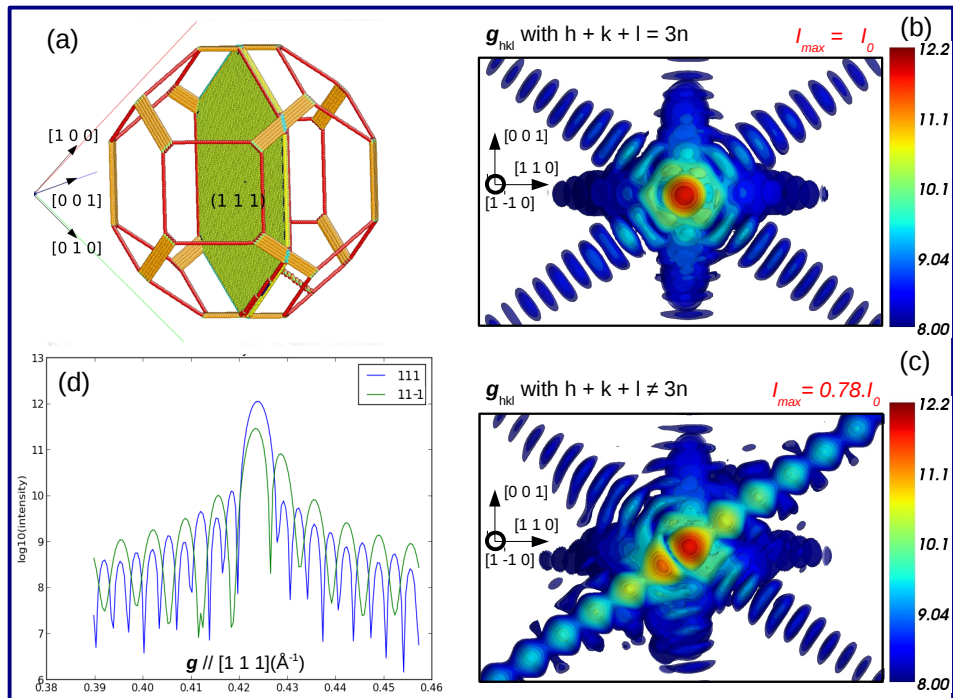 (a)
[1 0 0]
[0 0 1]
[0 1 0]
(1 1 1)
(b)
g_hkl with h + k + l = 3n
I_max = I_0
[0 0 1]
[1 1 0]
[1 -1 0]
12.2
11.1
10.1
9.04
8.00
(d)
111
11-1
13
12
11
10
9
8
7
6
log10(intensity)
g // [1 1 1](Å⁻¹)
0.38
0.39
0.40
0.41
0.42
0.43
0.44
0.45
0.46
(c)
g_hkl with h + k + l ≠ 3n
I_max = 0.78.I_0
[0 0 1]
[1 1 0]
[1 -1 0]
12.2
11.1
10.1
9.04
8.00